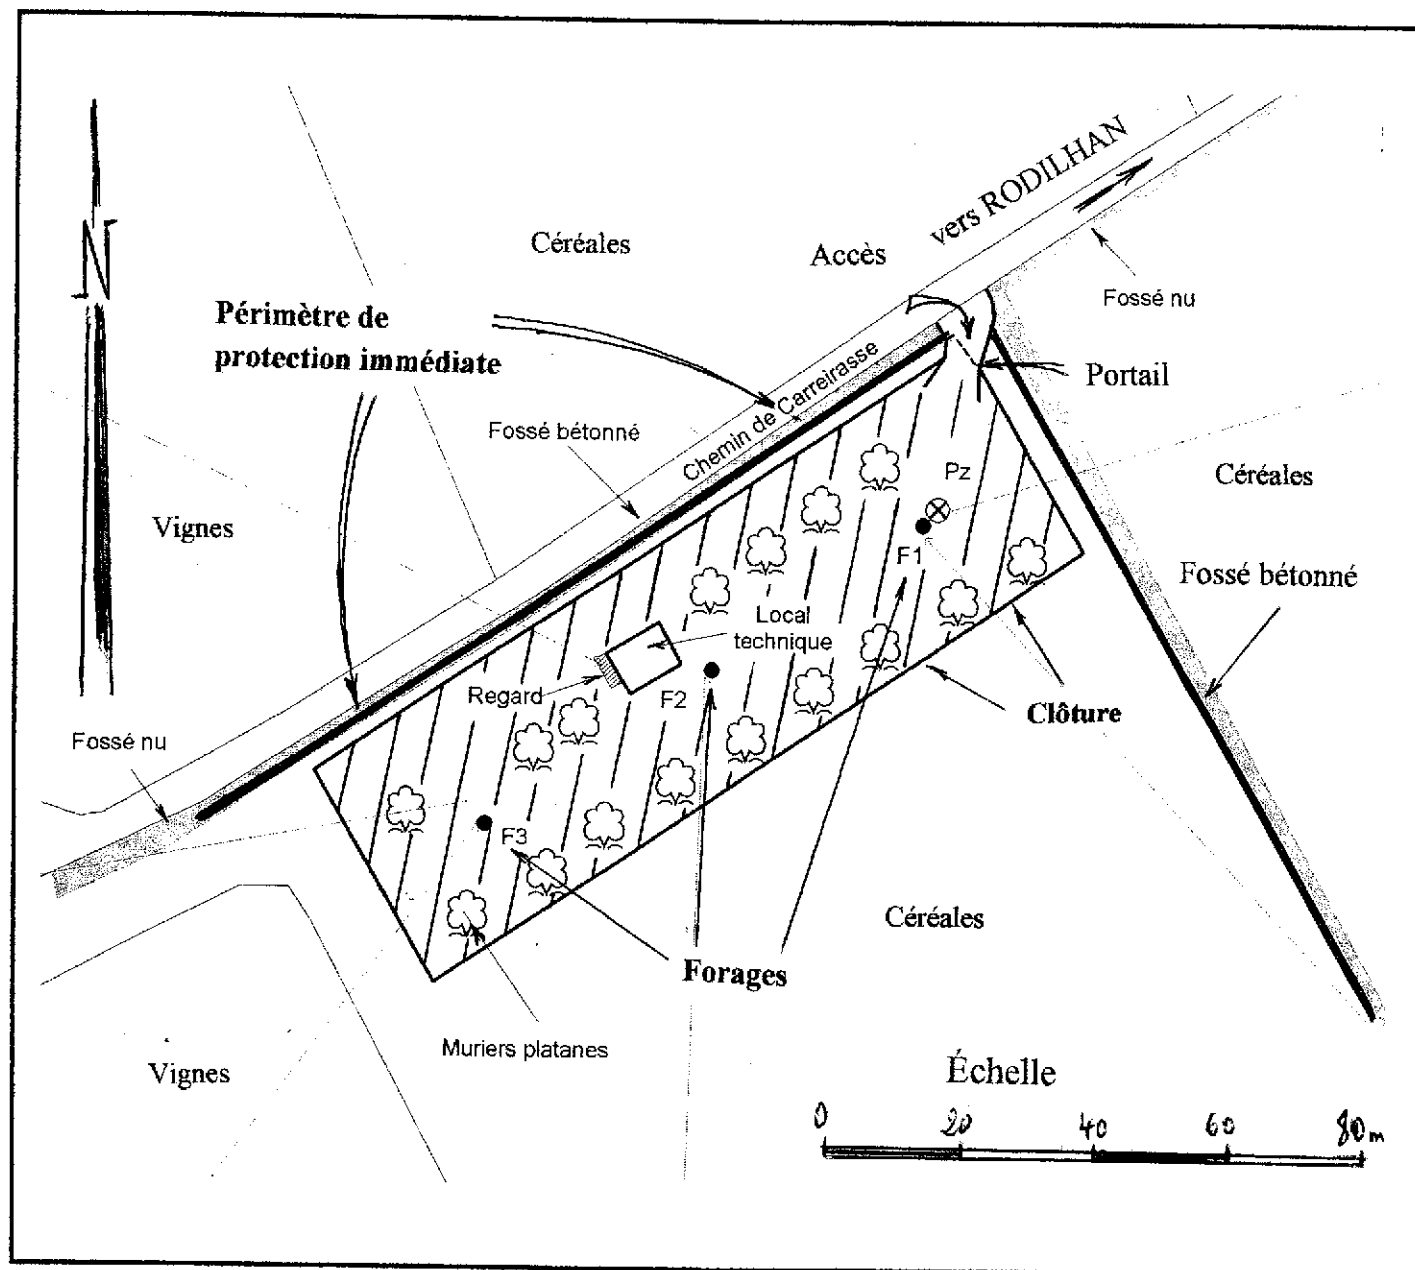 vers RODILHAN
Céréales
Accès
Fossé nu
Périmètre de
protection immédiate
Portail
Chemin de Carreirasse
Fossé bétonné
Pz
Céréales
Vignes
F1
Fossé bétonné
Local
technique
Regard
F2
Clôture
Fossé nu
F3
Céréales
Forages
Muriers platanes
Vignes
Échelle
0 20 40 60 80 m